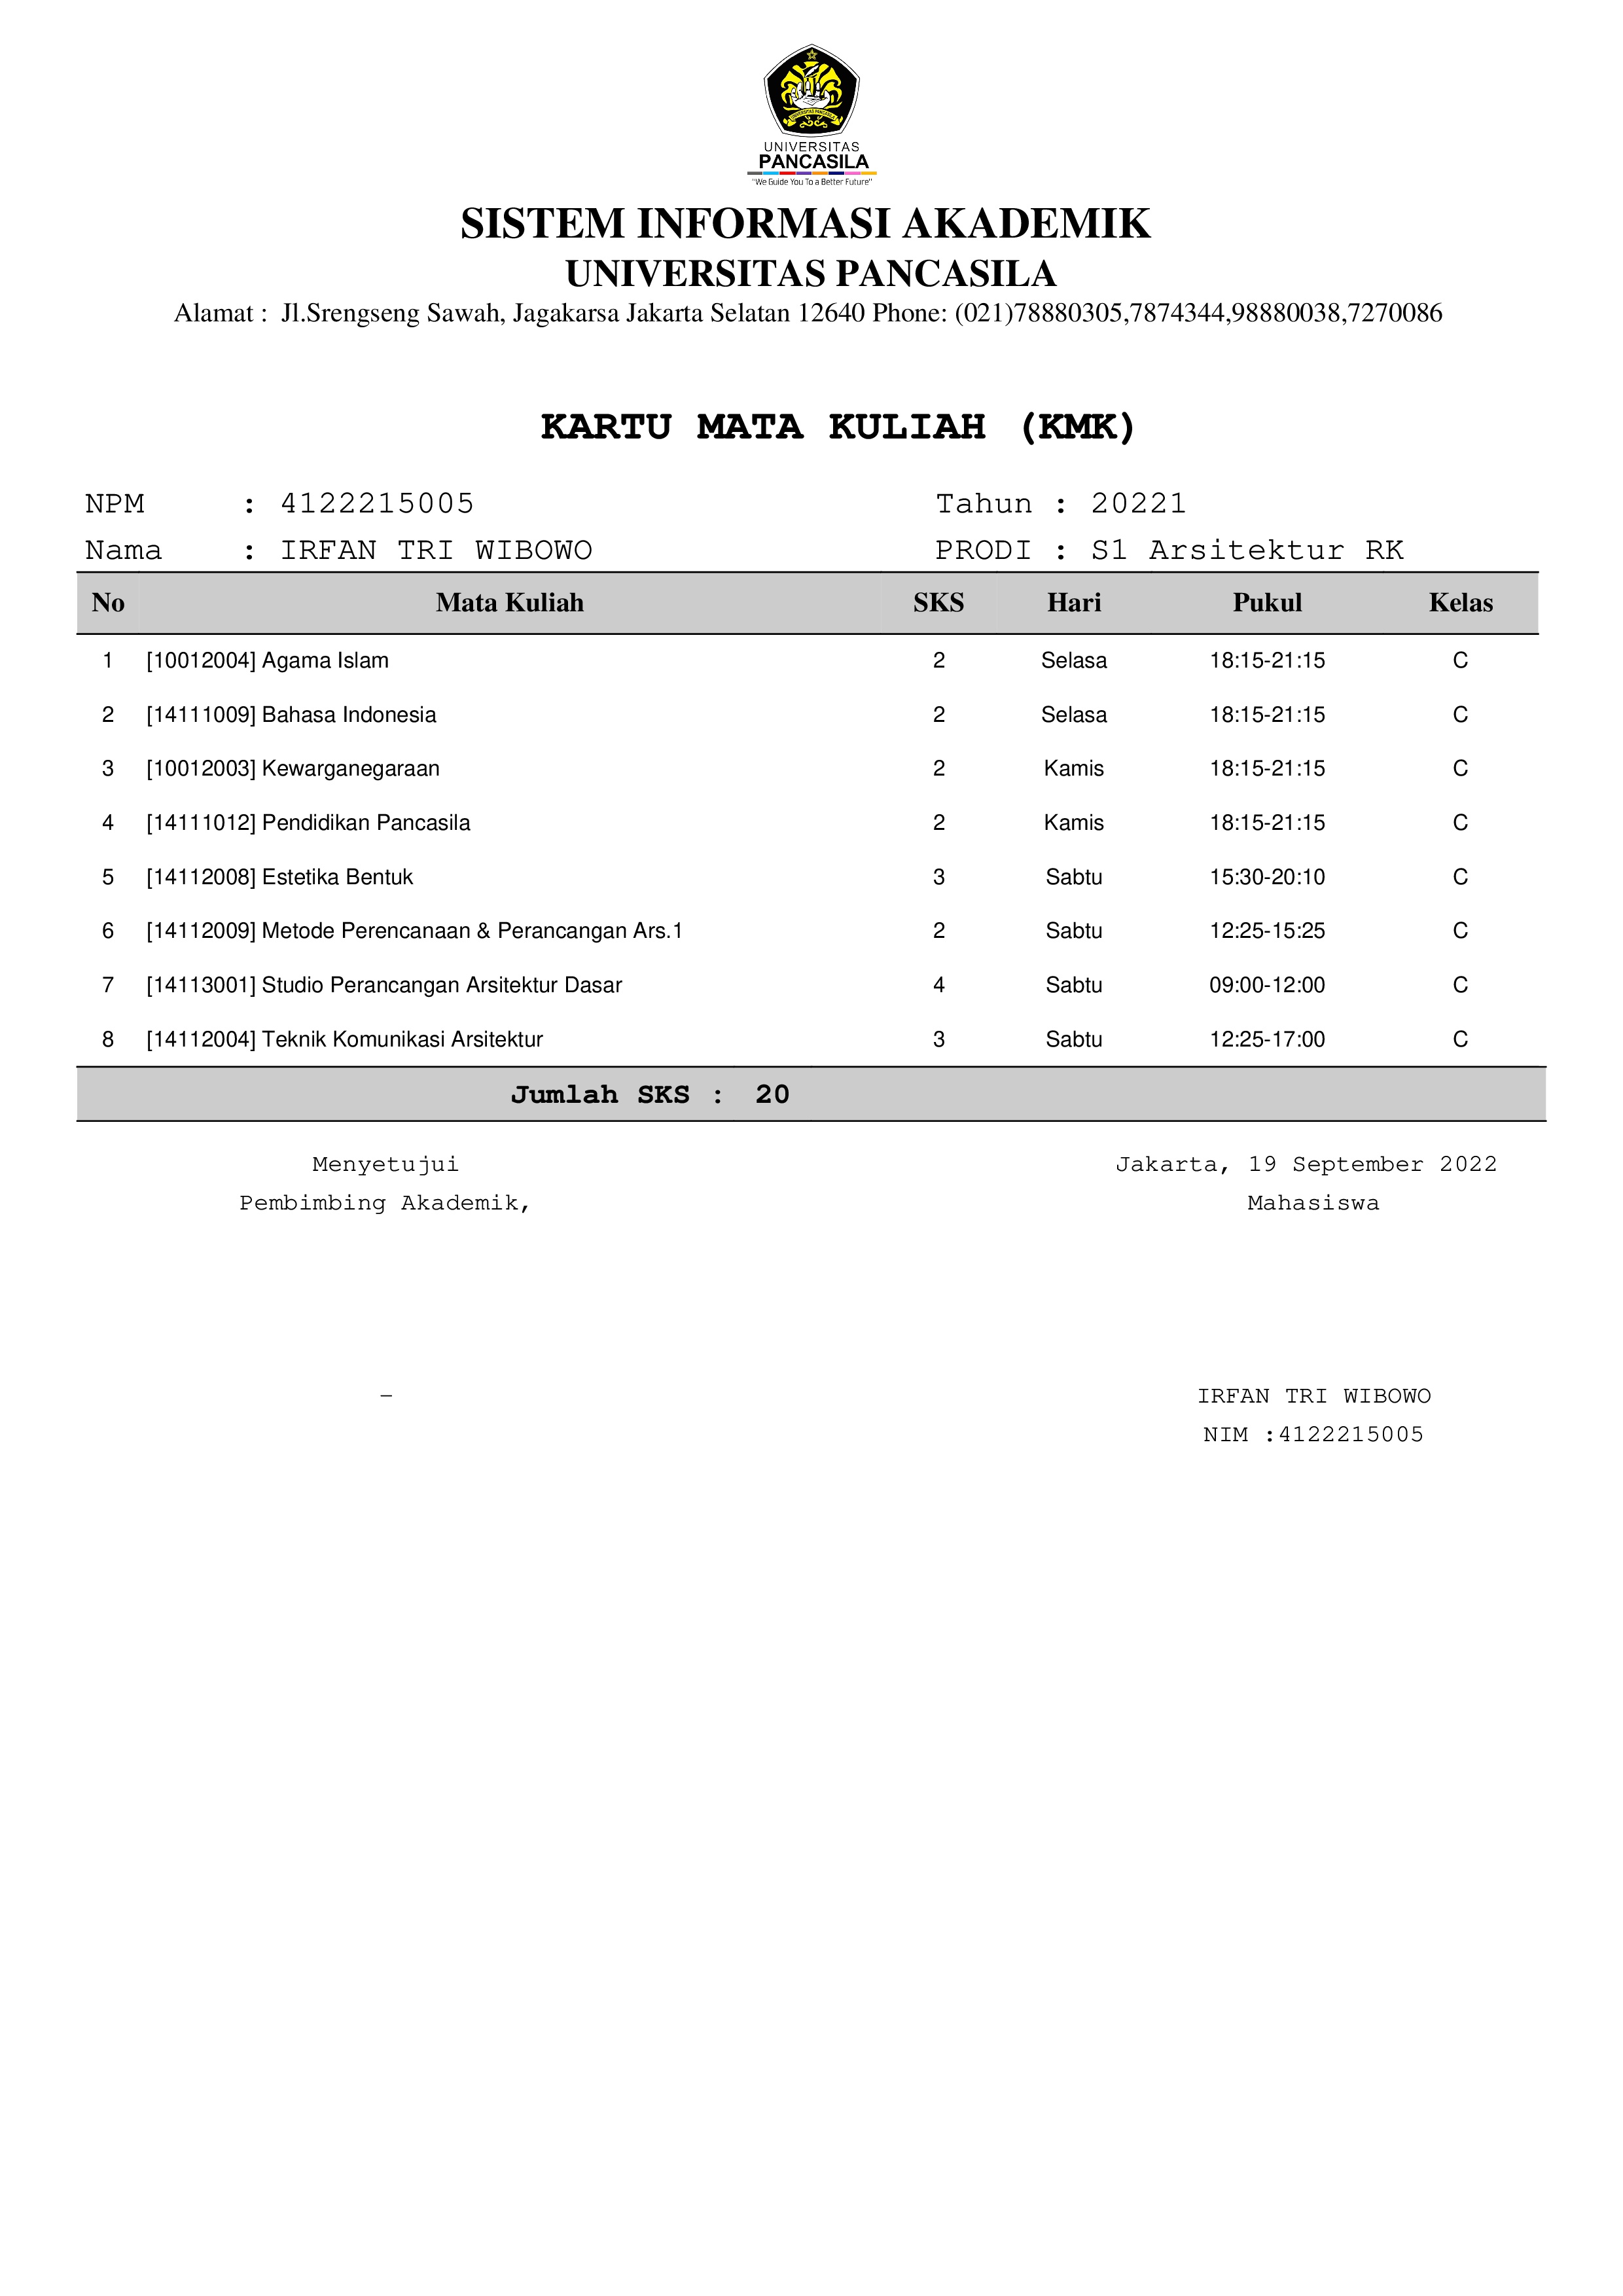 UNIVERSITAS
PANCASILA
"We Guide You To a Better Future"
SISTEM INFORMASI AKADEMIK
UNIVERSITAS PANCASILA
Alamat : Jl.Srengseng Sawah, Jagakarsa Jakarta Selatan 12640 Phone: (021)78880305,7874344,98880038,7270086
KARTU MATA KULIAH (KMK)
NPM : 4122215005 Tahun : 20221
Nama : IRFAN TRI WIBOWO PRODI : S1 Arsitektur RK
No Mata Kuliah SKS Hari Pukul Kelas
1 [10012004] Agama Islam 2 Selasa 18:15-21:15 C
2 [14111009] Bahasa Indonesia 2 Selasa 18:15-21:15 C
3 [10012003] Kewarganegaraan 2 Kamis 18:15-21:15 C
4 [14111012] Pendidikan Pancasila 2 Kamis 18:15-21:15 C
5 [14112008] Estetika Bentuk 3 Sabtu 15:30-20:10 C
6 [14112009] Metode Perencanaan & Perancangan Ars.1 2 Sabtu 12:25-15:25 C
7 [14113001] Studio Perancangan Arsitektur Dasar 4 Sabtu 09:00-12:00 C
8 [14112004] Teknik Komunikasi Arsitektur 3 Sabtu 12:25-17:00 C
Jumlah SKS : 20
Menyetujui Jakarta, 19 September 2022
Pembimbing Akademik, Mahasiswa
- IRFAN TRI WIBOWO
NIM :4122215005